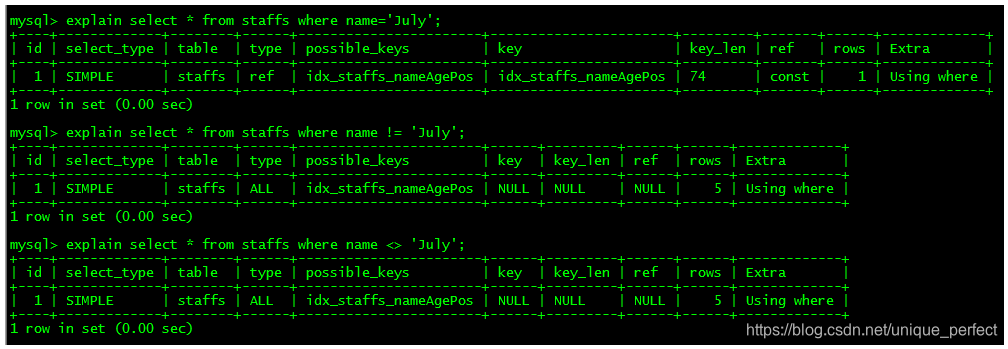 mysql> explain select * from staffs where name='July';
+----+-------------+--------+------+-----------------------+-----------------------+---------+-------+------+-------------+
| id | select_type | table | type | possible_keys | key | key_len | ref | rows | Extra |
+----+-------------+--------+------+-----------------------+-----------------------+---------+-------+------+-------------+
| 1 | SIMPLE | staffs | ref | idx_staffs_nameAgePos | idx_staffs_nameAgePos | 74 | const | 1 | Using where |
+----+-------------+--------+------+-----------------------+-----------------------+---------+-------+------+-------------+
1 row in set (0.00 sec)
mysql> explain select * from staffs where name != 'July';
+----+-------------+--------+------+-----------------------+------+---------+------+------+-------------+
| id | select_type | table | type | possible_keys | key | key_len | ref | rows | Extra |
+----+-------------+--------+------+-----------------------+------+---------+------+------+-------------+
| 1 | SIMPLE | staffs | ALL | idx_staffs_nameAgePos | NULL | NULL | NULL | 5 | Using where |
+----+-------------+--------+------+-----------------------+------+---------+------+------+-------------+
1 row in set (0.00 sec)
mysql> explain select * from staffs where name <> 'July';
+----+-------------+--------+------+-----------------------+------+---------+------+------+-------------+
| id | select_type | table | type | possible_keys | key | key_len | ref | rows | Extra |
+----+-------------+--------+------+-----------------------+------+---------+------+------+-------------+
| 1 | SIMPLE | staffs | ALL | idx_staffs_nameAgePos | NULL | NULL | NULL | 5 | Using where |
+----+-------------+--------+------+-----------------------+------+---------+------+------+-------------+
1 row in set (0.00 sec)
https://blog.csdn.net/unique_perfect